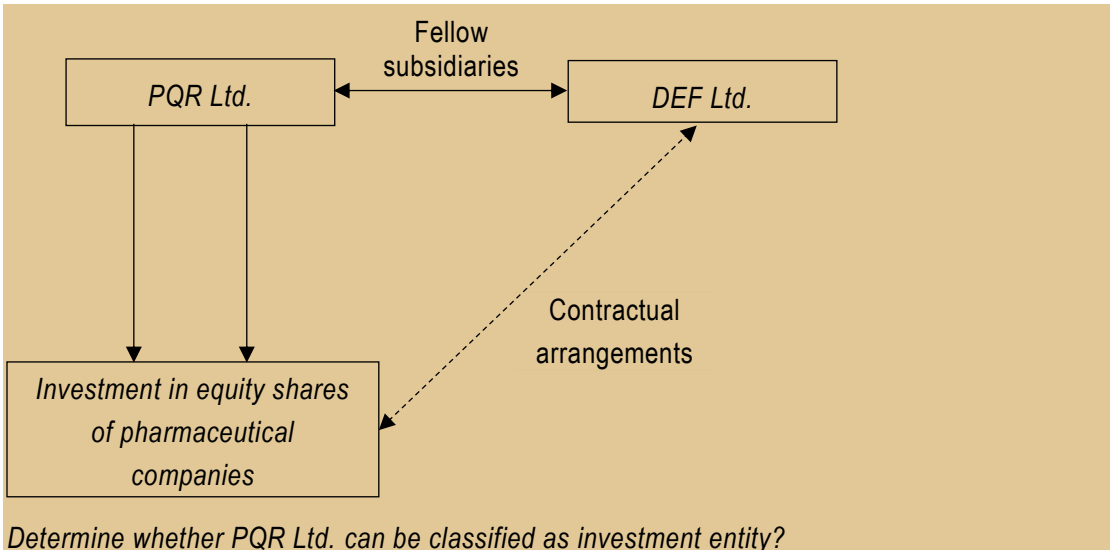 Fellow
subsidiaries
PQR Ltd.
DEF Ltd.
Contractual
arrangements
Investment in equity shares
of pharmaceutical
companies
Determine whether PQR Ltd. can be classified as investment entity?